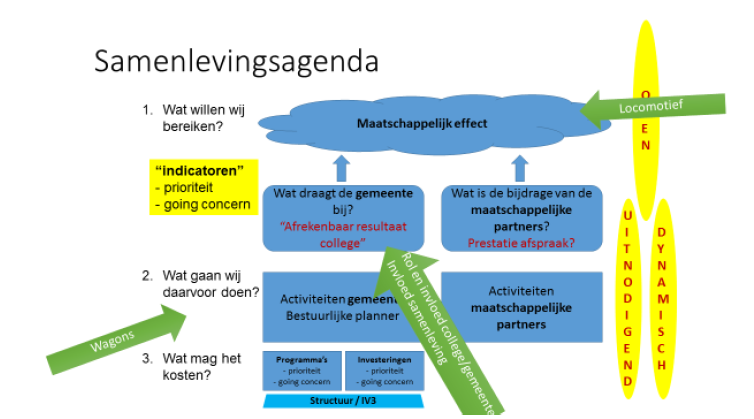 Samenlevingsagenda
1. Wat willen wij
bereiken?
Maatschappelijk effect
Locomotief
"indicatoren"
- prioriteit
- going concern
Wat draagt de gemeente
bij?
"Afrekenbaar resultaat
college"
Wat is de bijdrage van de
maatschappelijke
partners?
Prestatie afspraak?
2. Wat gaan wij
daarvoor doen?
Activiteiten
Bestuurlijke planner
Activiteiten
maatschappelijke
partners
Rol en invloed college/gemeente
Invloed samenleving
Wagons
3. Wat mag het
kosten?
Programma's
- prioriteit
- going concern
Investeringen
- prioriteit
- going concern
Structuur / IV3
UITNODIGEND
DYNAMISCH